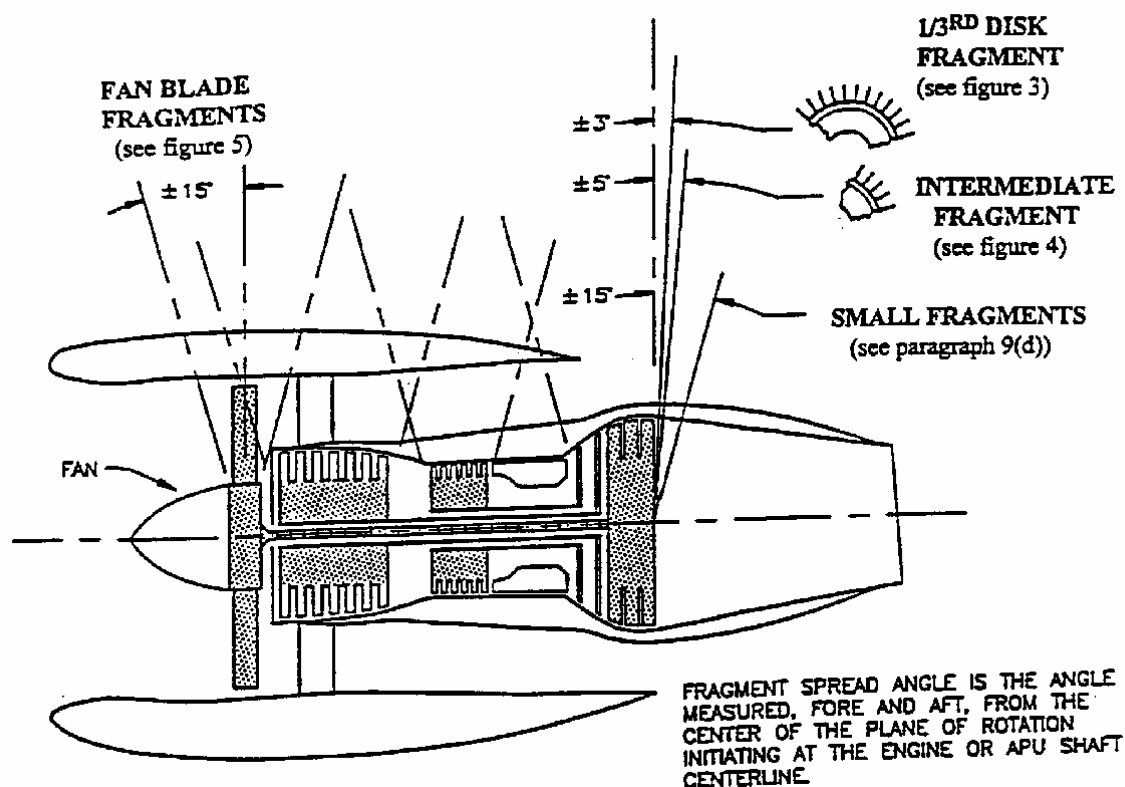 1/3RD DISK
FRAGMENT
(see figure 3)
FAN BLADE
FRAGMENTS
(see figure 5)
±15°
±3°
±5°
INTERMEDIATE
FRAGMENT
(see figure 4)
±15°
SMALL FRAGMENTS
(see paragraph 9(d))
FAN
FRAGMENT SPREAD ANGLE IS THE ANGLE
MEASURED, FORE AND AFT, FROM THE
CENTER OF THE PLANE OF ROTATION
INITIATING AT THE ENGINE OR APU SHAFT
CENTERLINE.